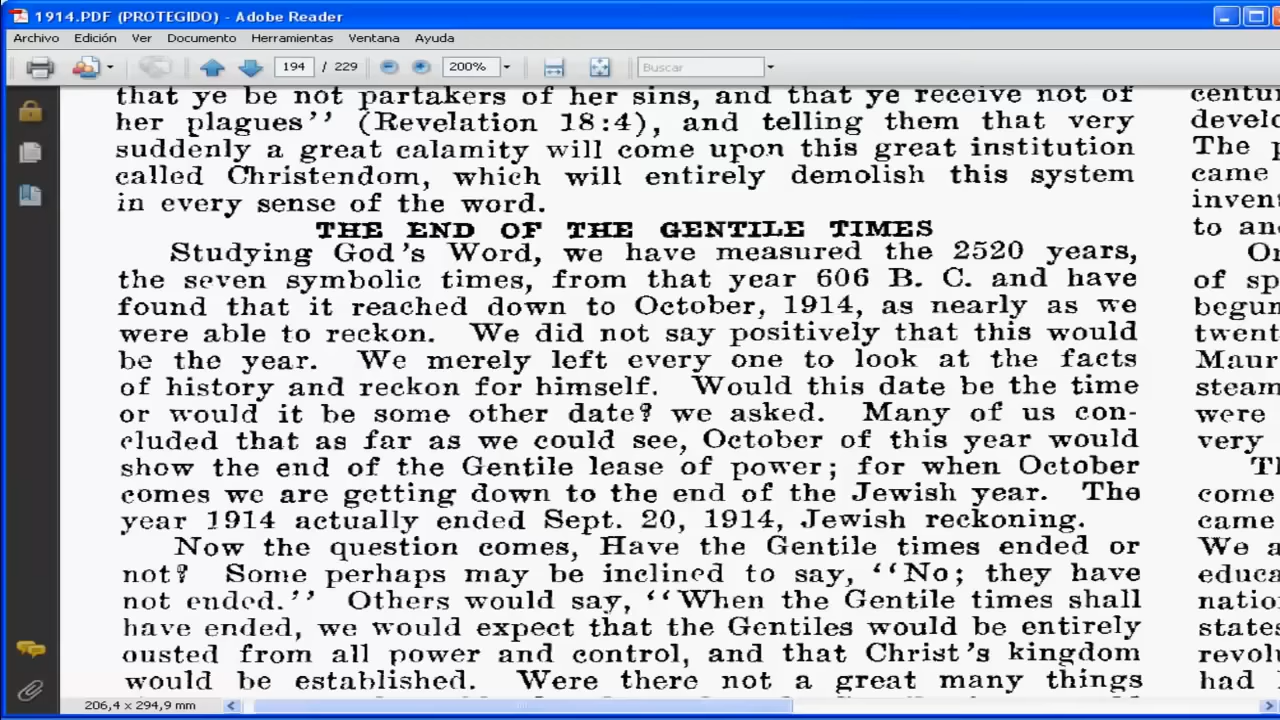 1914.PDF (PROTEGIDO) - Adobe Reader
Archivo Edición Ver Documento Herramientas Ventana Ayuda
194 / 229 200% Buscar
that ye be not partakers of her sins, and that ye receive not of
her plagues'' (Revelation 18:4), and telling them that very
suddenly a great calamity will come upon this great institution
called Christendom, which will entirely demolish this system
in every sense of the word.
THE END OF THE GENTILE TIMES
Studying God's Word, we have measured the 2520 years,
the seven symbolic times, from that year 606 B. C. and have
found that it reached down to October, 1914, as nearly as we
were able to reckon. We did not say positively that this would
be the year. We merely left every one to look at the facts
of history and reckon for himself. Would this date be the time
or would it be some other date? we asked. Many of us con-
cluded that as far as we could see, October of this year would
show the end of the Gentile lease of power; for when October
comes we are getting down to the end of the Jewish year. The
year 1914 actually ended Sept. 20, 1914, Jewish reckoning.
Now the question comes, Have the Gentile times ended or
not? Some perhaps may be inclined to say, ''No; they have
not ended.'' Others would say, ''When the Gentile times shall
have ended, we would expect that the Gentiles would be entirely
ousted from all power and control, and that Christ's kingdom
would be established. Were there not a great many things
The
came
to
of
were
very
come
came
We
had
206,4 x 294,9 mm